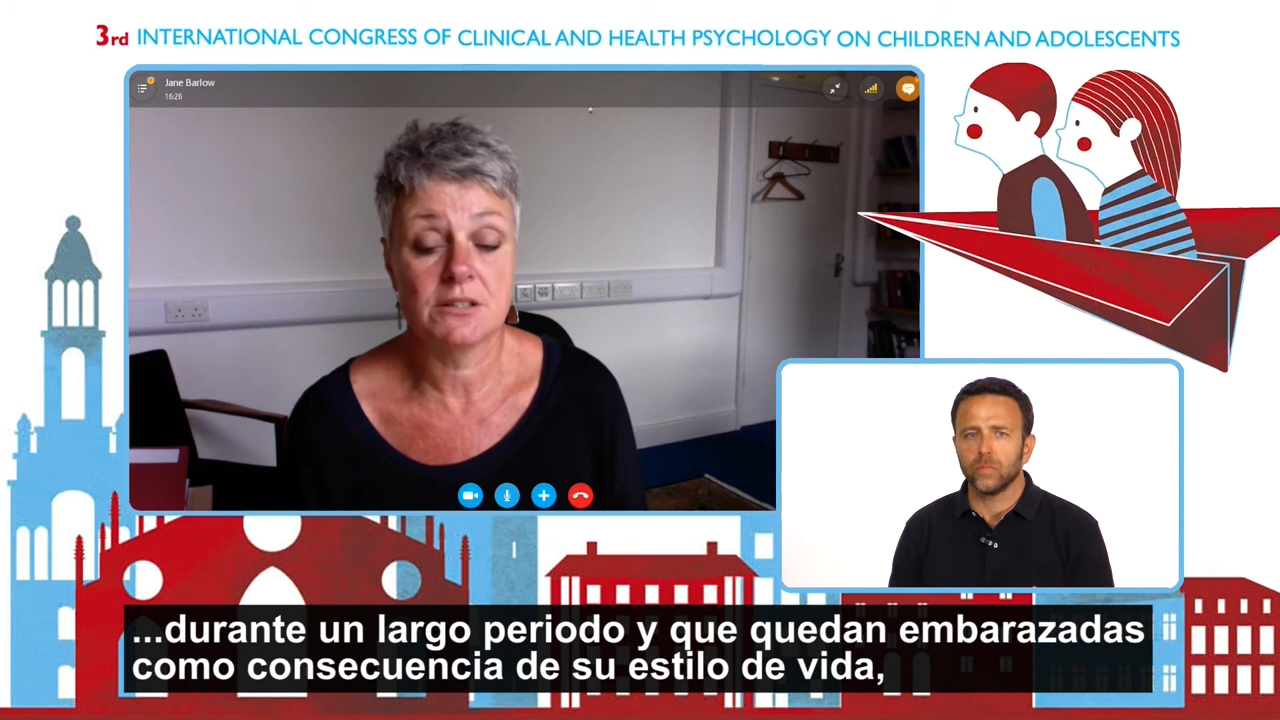 3rd INTERNATIONAL CONGRESS OF CLINICAL AND HEALTH PSYCHOLOGY ON CHILDREN AND ADOLESCENTS
Jane Barlow
16:26
...durante un largo periodo y que quedan embarazadas
como consecuencia de su estilo de vida,